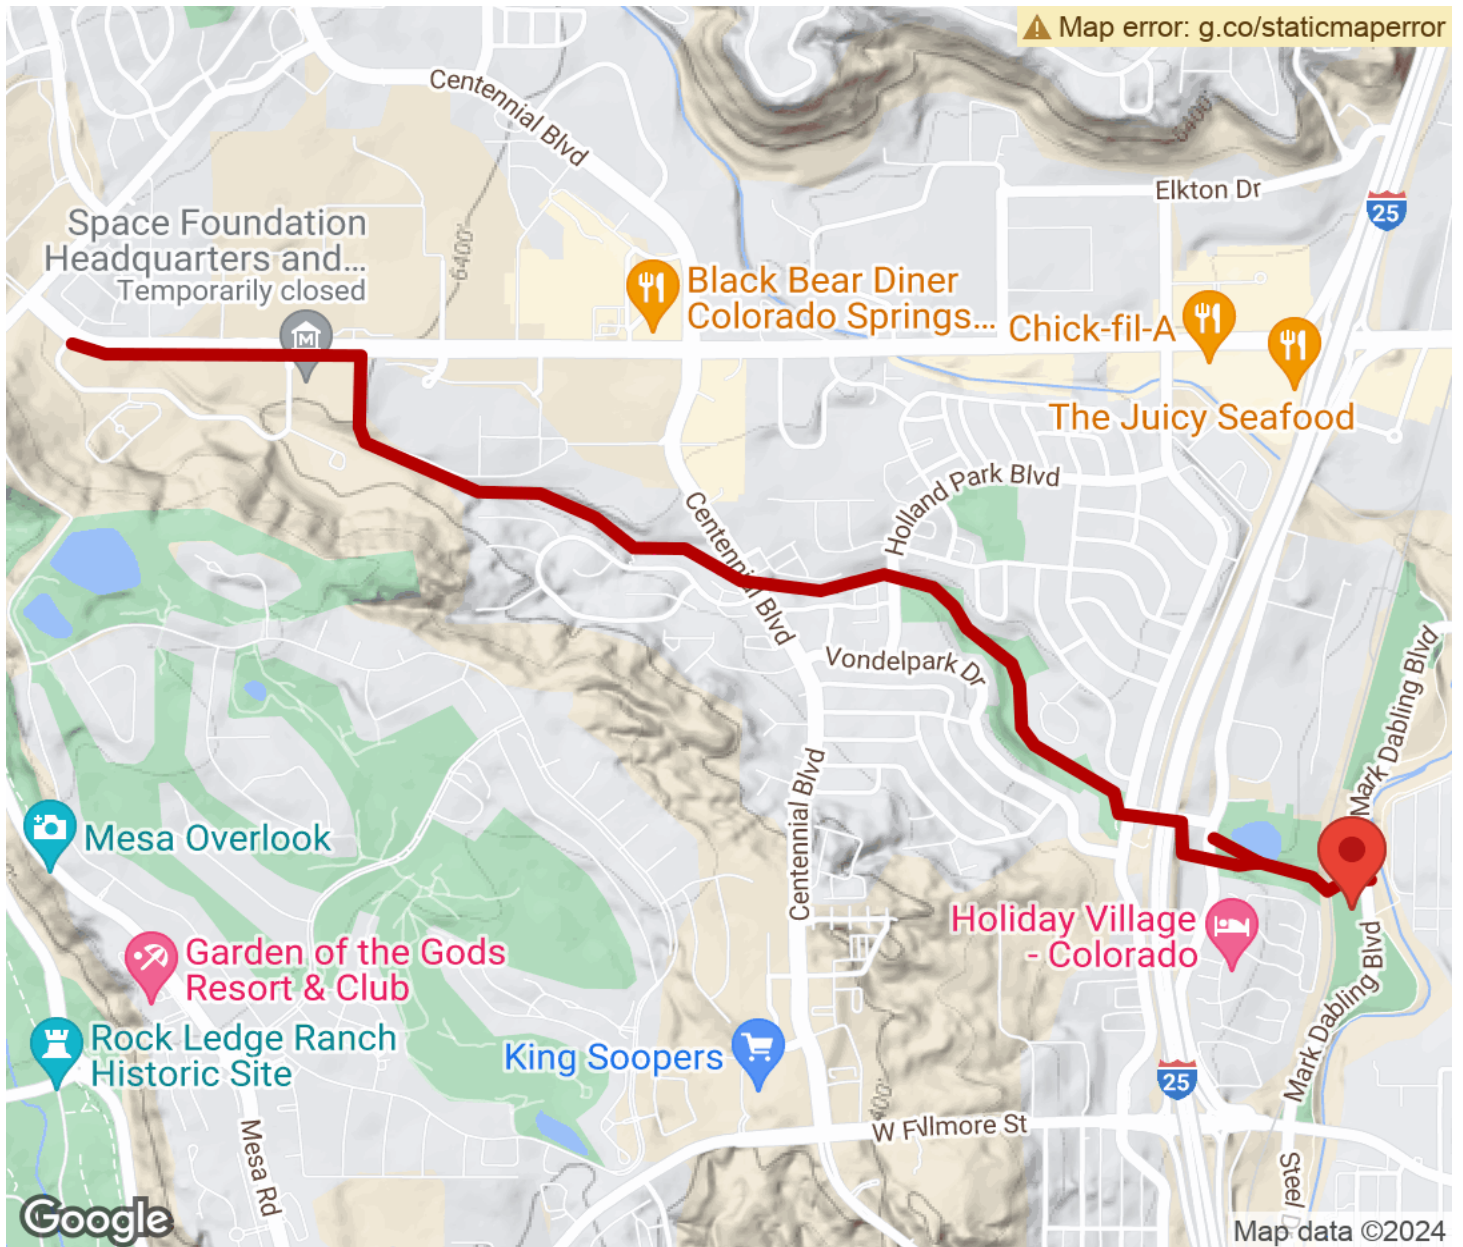 Map error: g.co/staticmaperror
Centennial Blvd
6400'
Elkton Dr
25
Space Foundation
Headquarters and...
Temporarily closed
6400'
M
Black Bear Diner
Colorado Springs...
Chick-fil-A
The Juicy Seafood
Holland Park Blvd
Centennial Blvd
Vondelpark Dr
Mark Dabling Blvd
Centennial Blvd
Mesa Overlook
Garden of the Gods
Resort & Club
Holiday Village
- Colorado
Mark Dabling Blvd
Rock Ledge Ranch
Historic Site
King Soopers
25
400'
W Fillmore St
Mesa Rd
Steel D
Google
Map data ©2024